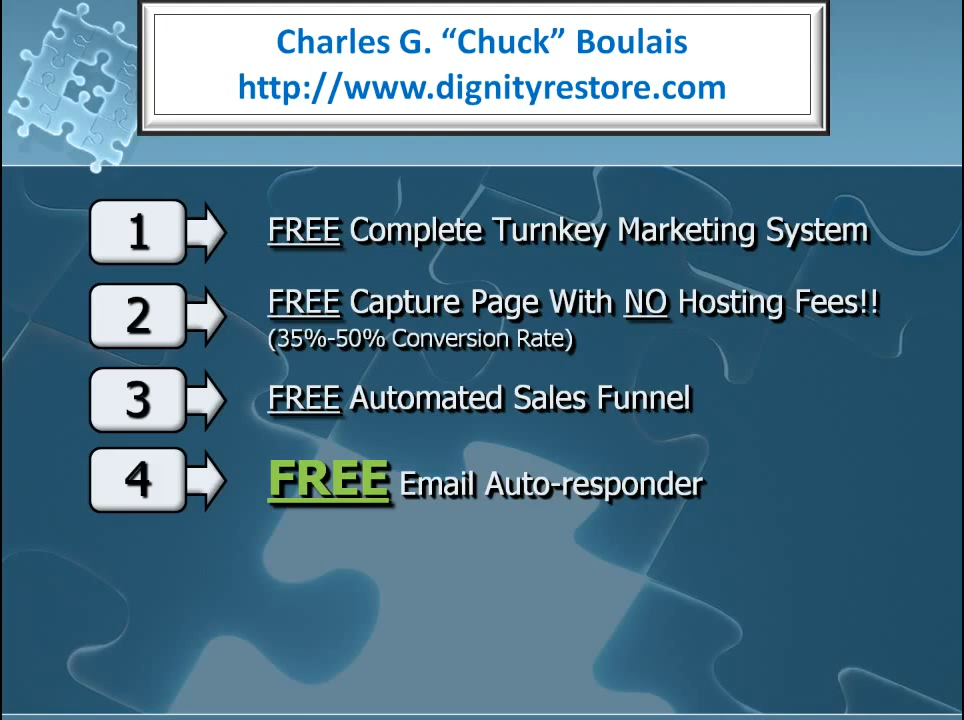 Charles G. “Chuck” Boulais
http://www.dignityrestore.com
1 FREE Complete Turnkey Marketing System
2 FREE Capture Page With NO Hosting Fees!!
(35%-50% Conversion Rate)
3 FREE Automated Sales Funnel
4 FREE Email Auto-responder